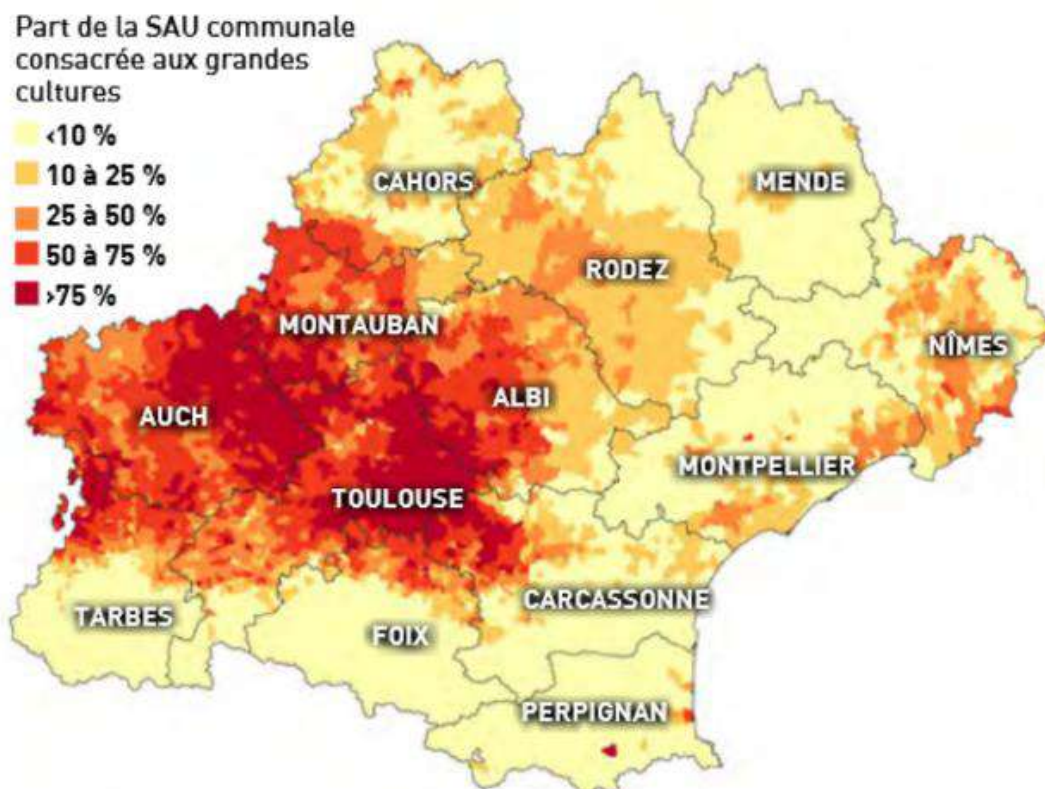 Part de la SAU communale
consacrée aux grandes
cultures
<10 %
10 à 25 %
25 à 50 %
50 à 75 %
>75 %
CAHORS
MENDE
RODEZ
MONTAUBAN
NÎMES
ALBI
AUCH
MONTPELLIER
TOULOUSE
CARCASSONNE
TARBES
FOIX
PERPIGNAN